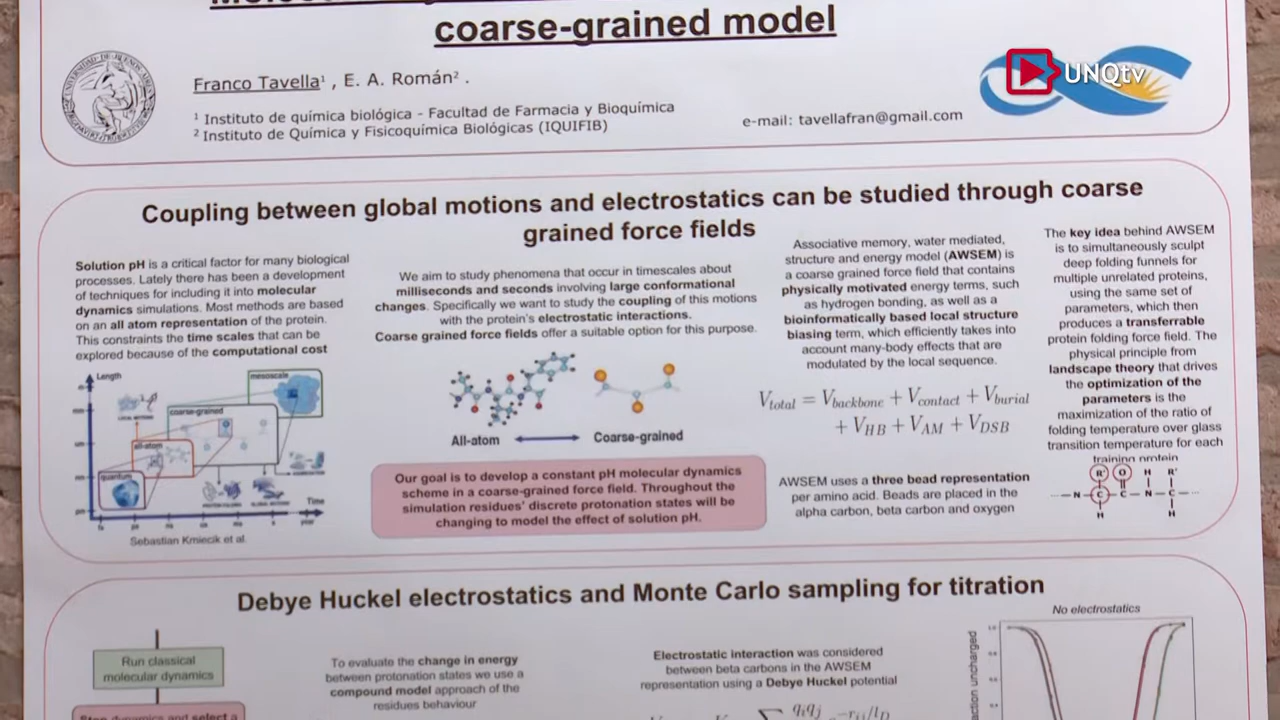 coarse-grained model
Franco Tavella¹ , E. A. Román² .
¹ Instituto de química biológica - Facultad de Farmacia y Bioquímica
² Instituto de Química y Fisicoquímica Biológicas (IQUIFIB)
e-mail: tavellafran@gmail.com
UNQtv
Coupling between global motions and electrostatics can be studied through coarse
grained force fields
Solution pH is a critical factor for many biological
processes. Lately there has been a development
of techniques for including it into molecular
dynamics simulations. Most methods are based
on an all atom representation of the protein.
This constraints the time scales that can be
explored because of the computational cost
Length
mesoscale
coarse-grained
all-atom
quantum
Time
Sebastian Kmiecik et al.
We aim to study phenomena that occur in timescales about
milliseconds and seconds involving large conformational
changes. Specifically we want to study the coupling of this motions
with the protein's electrostatic interactions.
Coarse grained force fields offer a suitable option for this purpose.
All-atom
Coarse-grained
Our goal is to develop a constant pH molecular dynamics
scheme in a coarse-grained force field. Throughout the
simulation residues' discrete protonation states will be
changing to model the effect of solution pH.
Associative memory, water mediated,
structure and energy model (AWSEM) is
a coarse grained force field that contains
physically motivated energy terms, such
as hydrogen bonding, as well as a
bioinformatically based local structure
biasing term, which efficiently takes into
account many-body effects that are
modulated by the local sequence.
V_total = V_backbone + V_contact + V_burial
+ V_HB + V_AM + V_DSB
AWSEM uses a three bead representation
per amino acid. Beads are placed in the
alpha carbon, beta carbon and oxygen
The key idea behind AWSEM
is to simultaneously sculpt
deep folding funnels for
multiple unrelated proteins,
using the same set of
parameters, which then
produces a transferrable
protein folding force field. The
physical principle from
landscape theory that drives
the optimization of the
parameters is the
maximization of the ratio of
folding temperature over glass
transition temperature for each
training protein
R' O H R'
N C C N C
H H
Debye Huckel electrostatics and Monte Carlo sampling for titration
Run classical
molecular dynamics
Stop dynamics and select a
To evaluate the change in energy
between protonation states we use a
compound model approach of the
residues behaviour
Electrostatic interaction was considered
between beta carbons in the AWSEM
representation using a Debye Huckel potential
No electrostatics
action uncharged